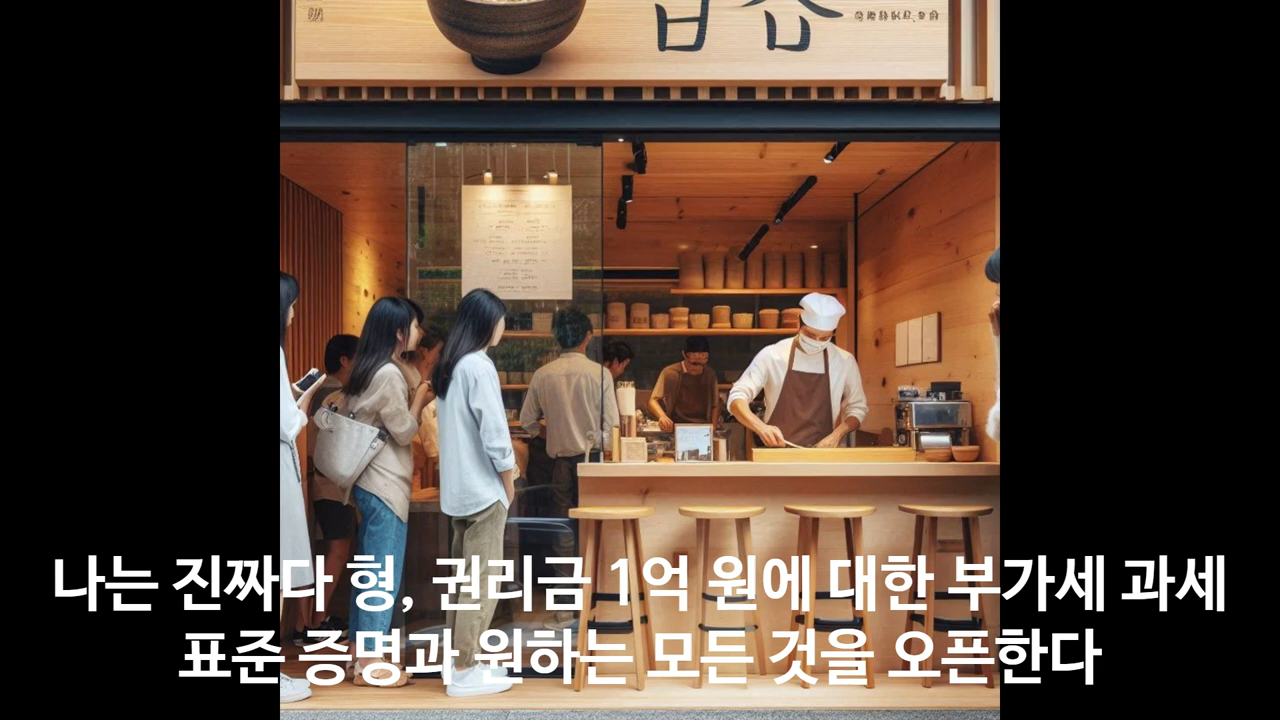 나는 진짜다 형, 권리금 1억 원에 대한 부가세 과세
표준 증명과 원하는 모든 것을 오픈한다